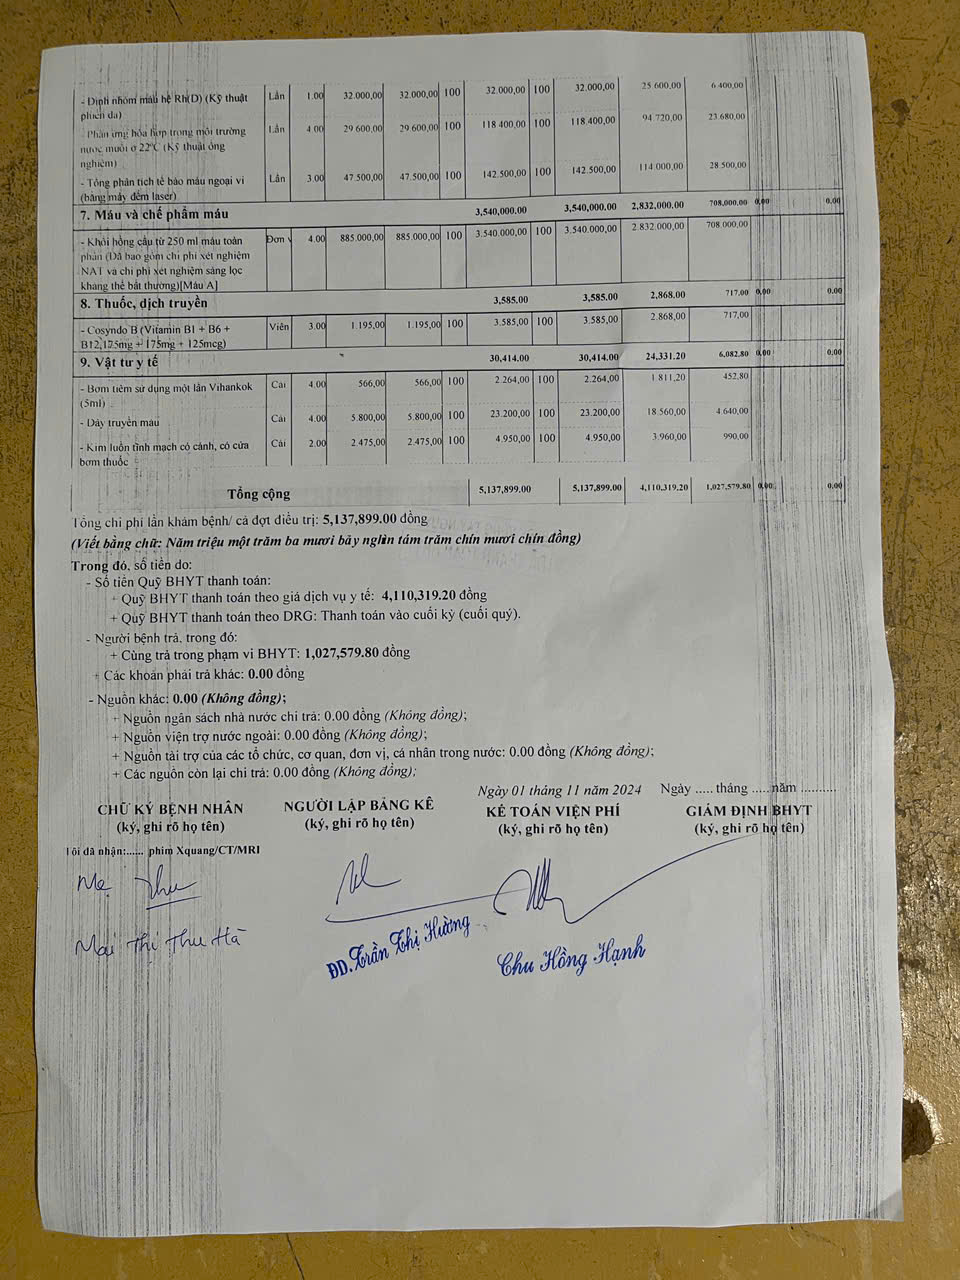 - Định nhóm máu hệ Rh(D) (Kỹ thuật Lần 1.00 32.000,00 32.000,00 100 32.000,00 100 32.000,00 25.600,00 6.400,00
phiến đá)
- Phản ứng hòa hợp trong môi trường Lần 4.00 29.600,00 29.600,00 100 118.400,00 100 118.400,00 94.720,00 23.680,00
nước muối ở 22°C (Kỹ thuật ống
nghiệm)
- Tổng phân tích tế bào máu ngoại vi Lần 3.00 47.500,00 47.500,00 100 142.500,00 100 142.500,00 114.000,00 28.500,00
(bằng máy đếm laser)
7. Máu và chế phẩm máu 3,540,000.00 3,540,000.00 2,832,000.00 708,000.00 0.00 0.00
- Khối hồng cầu từ 250 ml máu toàn Đơn v 4.00 885.000,00 885.000,00 100 3.540.000,00 100 3.540.000,00 2.832.000,00 708.000,00
phần (Đã bao gồm chi phí xét nghiệm
NAT và chi phí xét nghiệm sàng lọc
kháng thể bất thường)[Máu A]
8. Thuốc, dịch truyền 3,585.00 3,585.00 2,868.00 717.00 0.00 0.00
- Cosyndo B (Vitamin B1 + B6 + Viên 3.00 1.195,00 1.195,00 100 3.585,00 100 3.585,00 2.868,00 717,00
B12,175mg + 175mg + 125mcg)
9. Vật tư y tế 30,414.00 30,414.00 24,331.20 6,082.80 0.00 0.00
- Bơm tiêm sử dụng một lần Vihankok Cái 4.00 566,00 566,00 100 2.264,00 100 2.264,00 1.811,20 452,80
(5ml)
- Dây truyền máu Cái 4.00 5.800,00 5.800,00 100 23.200,00 100 23.200,00 18.560,00 4.640,00
- Kim luồn tĩnh mạch có cánh, có cửa Cái 2.00 2.475,00 2.475,00 100 4.950,00 100 4.950,00 3.960,00 990,00
bơm thuốc
Tổng cộng 5,137,899.00 5,137,899.00 4,110,319.20 1,027,579.80 0.00 0.00
Tổng chi phí lần khám bệnh/ cả đợt điều trị: 5,137,899.00 đồng
(Viết bằng chữ: Năm triệu một trăm ba mươi bảy nghìn tám trăm chín mươi chín đồng)
Trong đó, số tiền do:
- Số tiền Quỹ BHYT thanh toán:
+ Quỹ BHYT thanh toán theo giá dịch vụ y tế: 4,110,319.20 đồng
+ Quỹ BHYT thanh toán theo DRG: Thanh toán vào cuối kỳ (cuối quý).
- Người bệnh trả, trong đó:
+ Cùng trả trong phạm vi BHYT: 1,027,579.80 đồng
+ Các khoản phải trả khác: 0.00 đồng
- Nguồn khác: 0.00 (Không đồng);
+ Nguồn ngân sách nhà nước chi trả: 0.00 đồng (Không đồng);
+ Nguồn viện trợ nước ngoài: 0.00 đồng (Không đồng);
+ Nguồn tài trợ của các tổ chức, cơ quan, đơn vị, cá nhân trong nước: 0.00 đồng (Không đồng);
+ Các nguồn còn lại chi trả: 0.00 đồng (Không đồng);
Ngày 01 tháng 11 năm 2024 Ngày ..... tháng ..... năm ..........
CHỮ KÝ BỆNH NHÂN NGƯỜI LẬP BẢNG KÊ KẾ TOÁN VIỆN PHÍ GIÁM ĐỊNH BHYT
(ký, ghi rõ họ tên) (ký, ghi rõ họ tên) (ký, ghi rõ họ tên) (ký, ghi rõ họ tên)
Tôi đã nhận:...... phim Xquang/CT/MRI
Mẹ Thu
Mai Thị Thu Hà
ĐD. Trần Thị Hường
Chu Hồng Hạnh